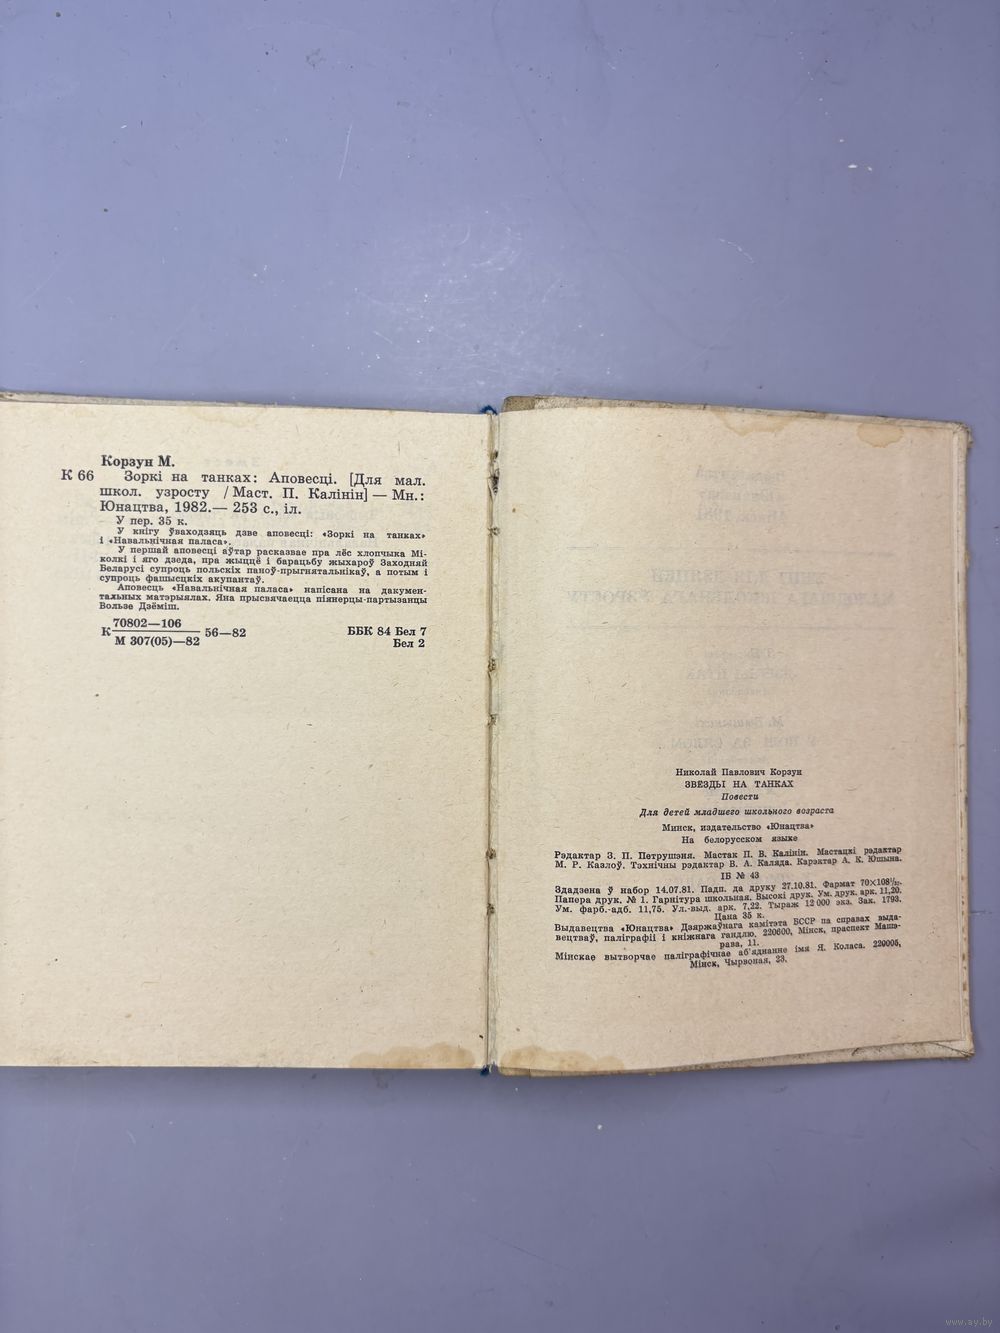 Корзун М.
К 66 Зоркі на танках: Аповесці. [Для мал.
школ. узросту / Маст. П. Калінін] — Мн.:
Юнацтва, 1982.— 253 с., іл.
У пер. 35 к.
У кнігу ўваходзяць дзве аповесці: «Зоркі на танках»
і «Навальнічная паласа».
У першай аповесці аўтар расказвае пра лёс хлопчыка Мі-
колкі і яго дзеда, пра жыццё і барацьбу жыхароў Заходняй
Беларусі супроць польскіх паноў-прыгнятальнікаў, а потым і
супроць фашысцкіх акупантаў.
Аповесць «Навальнічная паласа» напісана на дакумен-
тальных матэрыялах. Яна прысвячаецца піянерцы-партызанцы
Вользе Дзёміш.
70802—106
К 56—82 ББК 84 Бел 7
М 307(05)—82 Бел 2
Николай Павлович Корзун
ЗВЁЗДЫ НА ТАНКАХ
Повести
Для детей младшего школьного возраста
Минск, издательство «Юнацтва»
На белорусском языке
Рэдактар З. П. Петрушэня. Мастак П. В. Калінін. Мастацкі рэдактар
М. Р. Казлоў. Тэхнічны рэдактар В. А. Каляда. Карэктар А. К. Юшына.
ІБ № 43
Здадзена ў набор 14.07.81. Падп. да друку 27.10.81. Фармат 70×108¹/₃₂.
Папера друк. № 1. Гарнітура школьная. Высокі друк. Ум. друк. арк. 11,20.
Ум. фарб.-адб. 11,75. Ул.-выд. арк. 7,22. Тыраж 12 000 экз. Зак. 1793.
Цана 35 к.
Выдавецтва «Юнацтва» Дзяржаўнага камітэта БССР па справах выда-
вецтваў, паліграфіі і кніжнага гандлю. 220600, Мінск, праспект Машэ-
рава, 11.
Мінскае вытворчае паліграфічнае аб'яднанне імя Я. Коласа. 220005,
Мінск, Чырвоная, 23.
www.ay.by